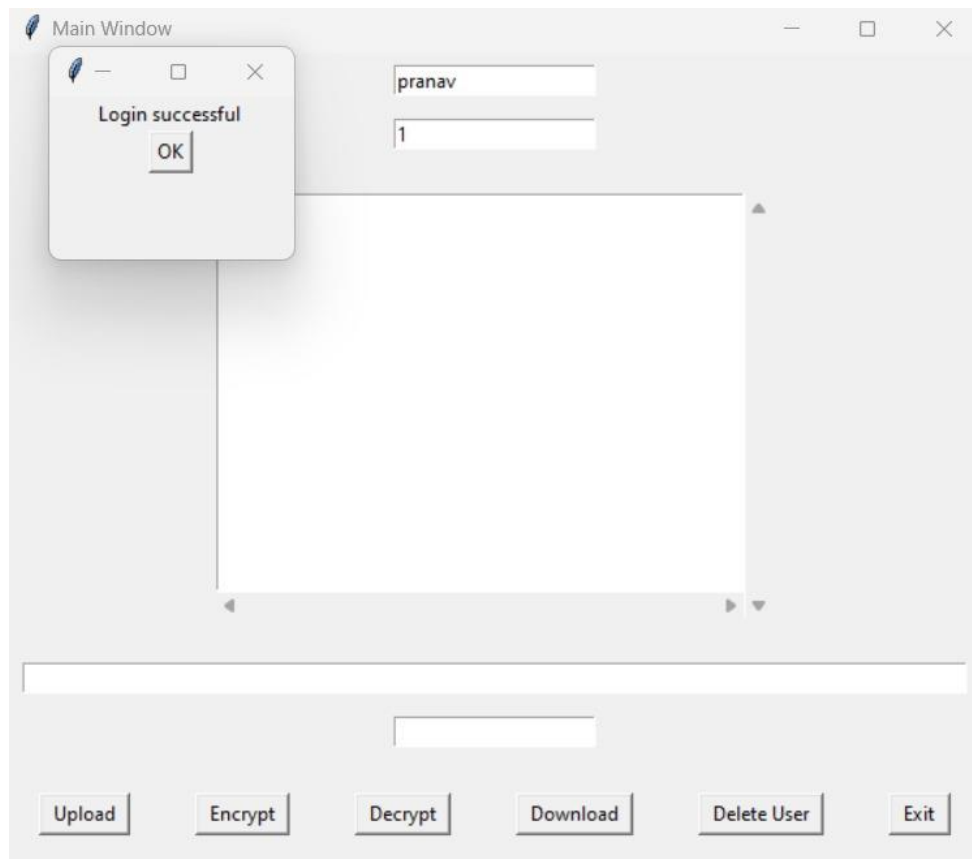 Main Window
pranav
Login successful
1
OK
Upload Encrypt Decrypt Download Delete User Exit